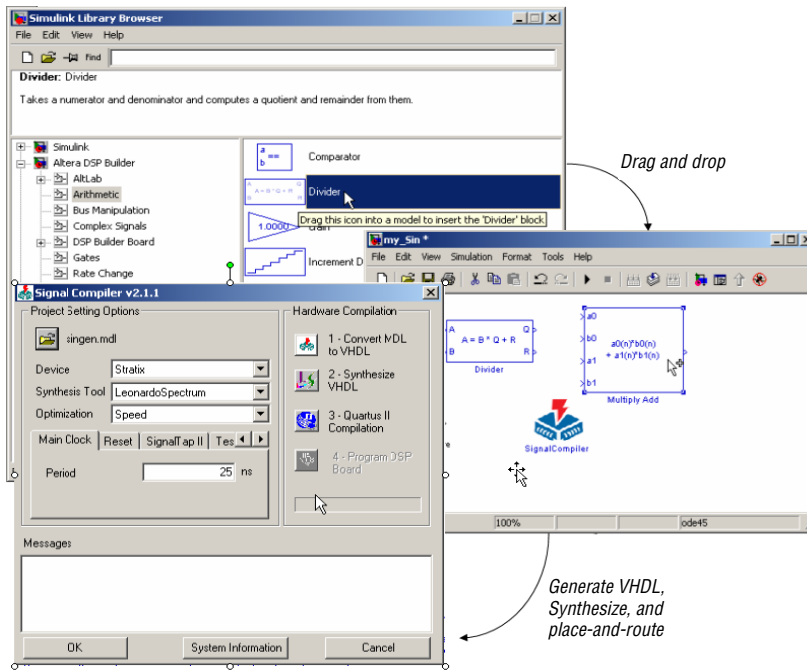 Simulink Library Browser
File Edit View Help
Find
Divider: Divider
Takes a numerator and denominator and computes a quotient and remainder from them.
Simulink
Altera DSP Builder
AltLab
Arithmetic
Bus Manipulation
Complex Signals
DSP Builder Board
Gates
Rate Change
a
b
==
Comparator
A
B
A = B * Q + R
Q
R
Divider
Drag this icon into a model to insert the 'Divider' block
1.0000
Gain
Increment D
Drag and drop
my_Sin *
File Edit View Simulation Format Tools Help
A
B
A = B * Q + R
Q
R
Divider
a0
b0
a1
b1
a0(n)*b0(n)
+ a1(n)*b1(n)
Multiply Add
SignalCompiler
100%
ode45
Signal Compiler v2.1.1
Project Setting Options
singen.mdl
Device Stratix
Synthesis Tool LeonardoSpectrum
Optimization Speed
Main Clock Reset SignalTap II Tes
Period 25 ns
Hardware Compilation
1 - Convert MDL
to VHDL
2 - Synthesize
VHDL
3 - Quartus II
Compilation
4 - Program DSP
Board
Messages
OK System Information Cancel
Generate VHDL,
Synthesize, and
place-and-route